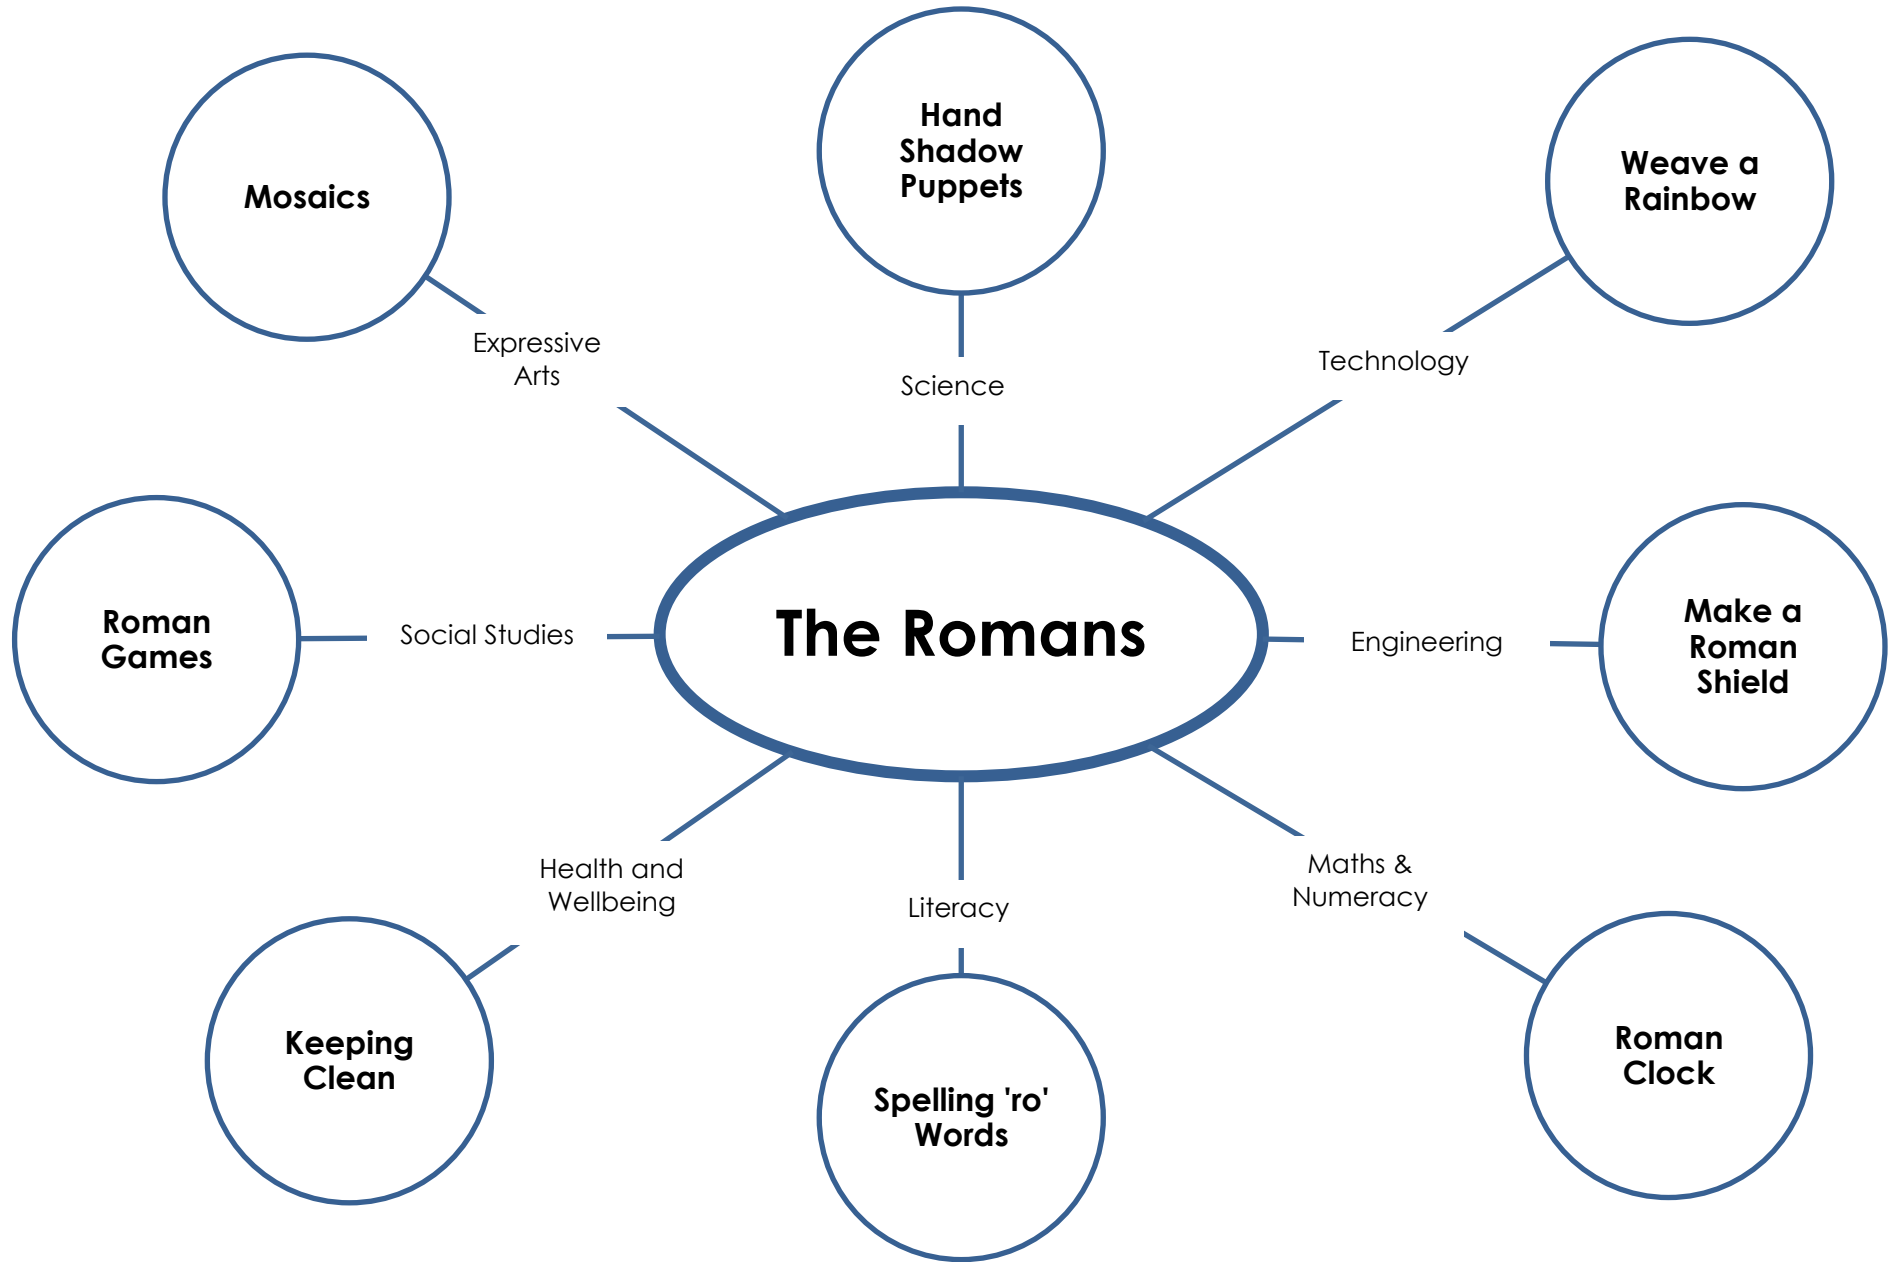 Hand
Shadow
Puppets
Weave a
Rainbow
Mosaics
Expressive
Arts
Technology
Science
Roman
Games
Social Studies
The Romans
Engineering
Make a
Roman
Shield
Health and
Wellbeing
Literacy
Maths &
Numeracy
Keeping
Clean
Spelling 'ro'
Words
Roman
Clock